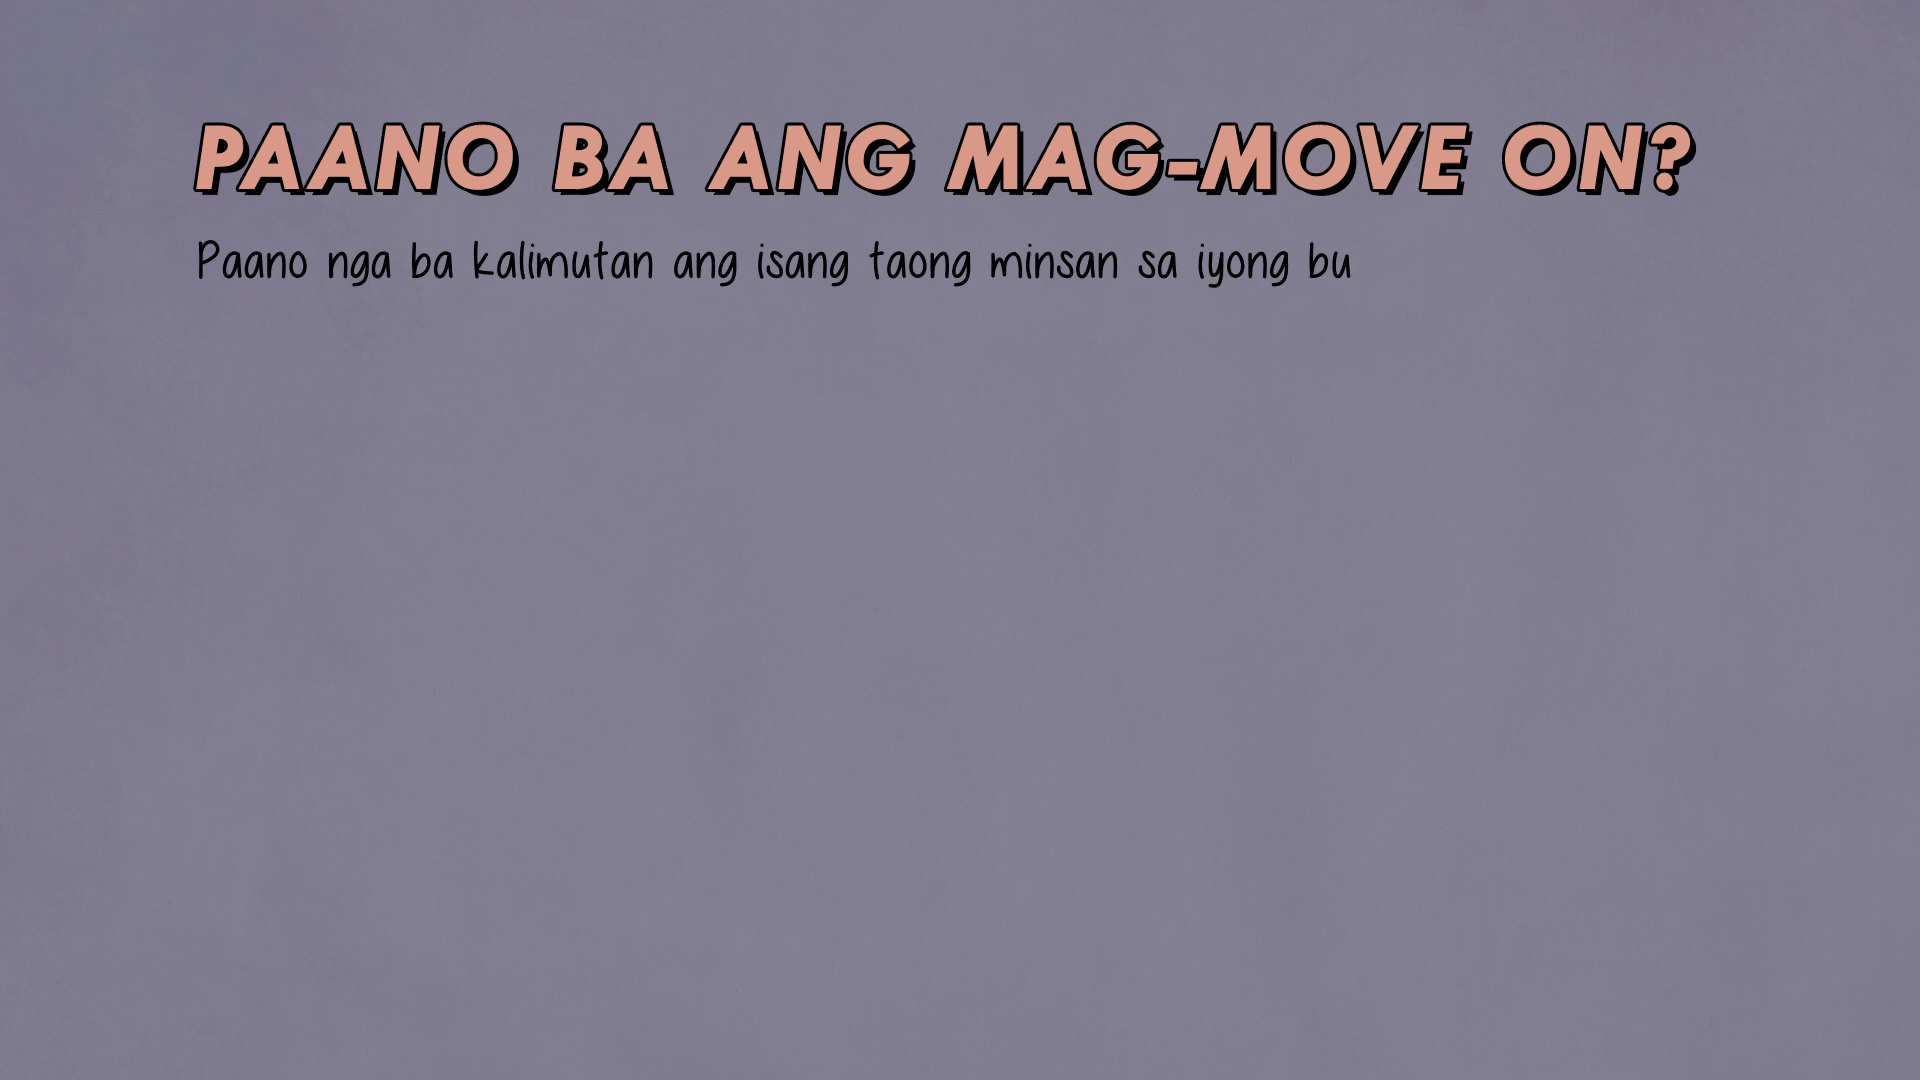 PAANO BA ANG MAG-MOVE ON?
Paano nga ba kalimutan ang isang taong minsan sa iyong bu